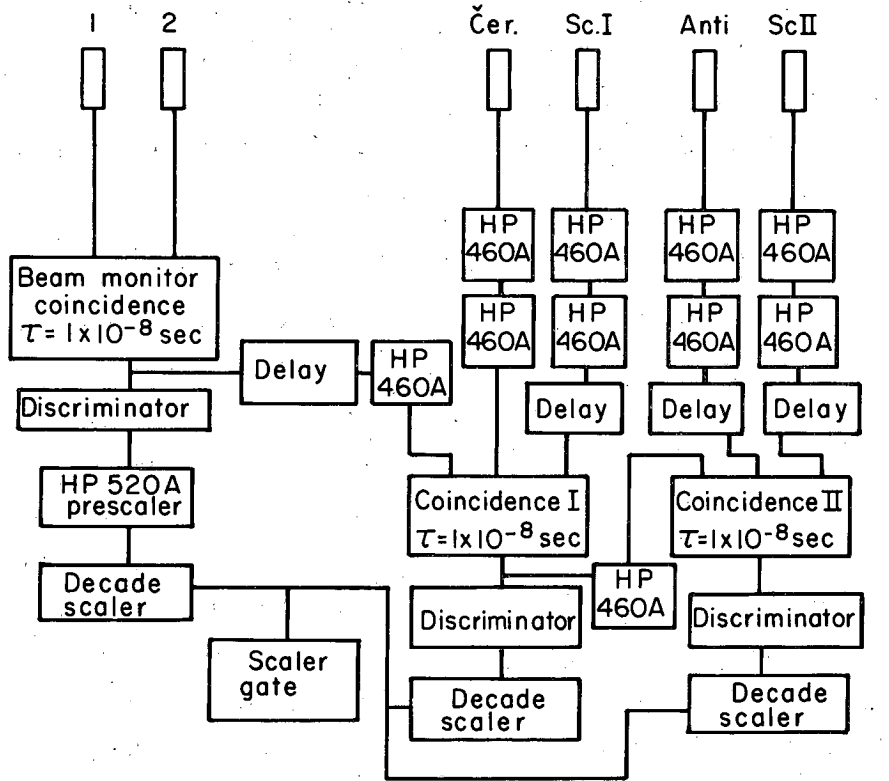 1 2 Čer. Sc.I Anti ScII
HP 460A HP 460A HP 460A HP 460A
Beam monitor
coincidence
τ = 1x10⁻⁸ sec
HP 460A HP 460A HP 460A HP 460A
Delay
HP 460A
Discriminator
Delay Delay Delay
HP 520A
prescaler
Coincidence I
τ=1x10⁻⁸ sec
Coincidence II
τ=1x10⁻⁸ sec
Decade
scaler
HP
460A
Discriminator
Discriminator
Scaler
gate
Decade
scaler
Decade
scaler